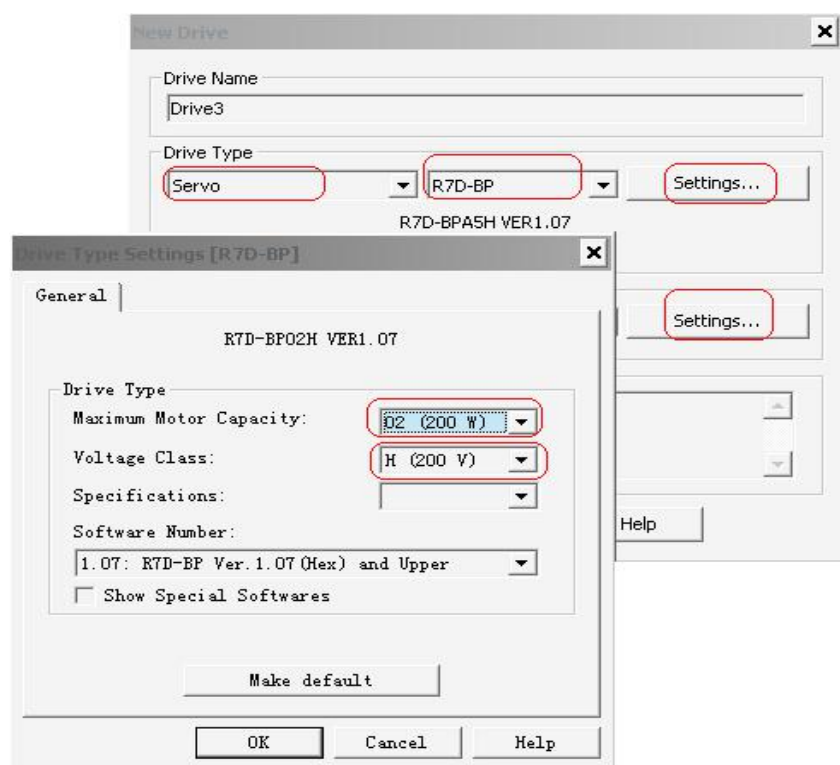 New Drive
Drive Name
Drive3
Drive Type
Servo R7D-BP Settings...
R7D-BPA5H VER1.07
Settings...
Help
Drive Type Settings [R7D-BP]
General
R7D-BP02H VER1.07
Drive Type
Maximum Motor Capacity: 02 (200 W)
Voltage Class: H (200 V)
Specifications:
Software Number:
1.07: R7D-BP Ver.1.07(Hex) and Upper
Show Special Softwares
Make default
OK Cancel Help